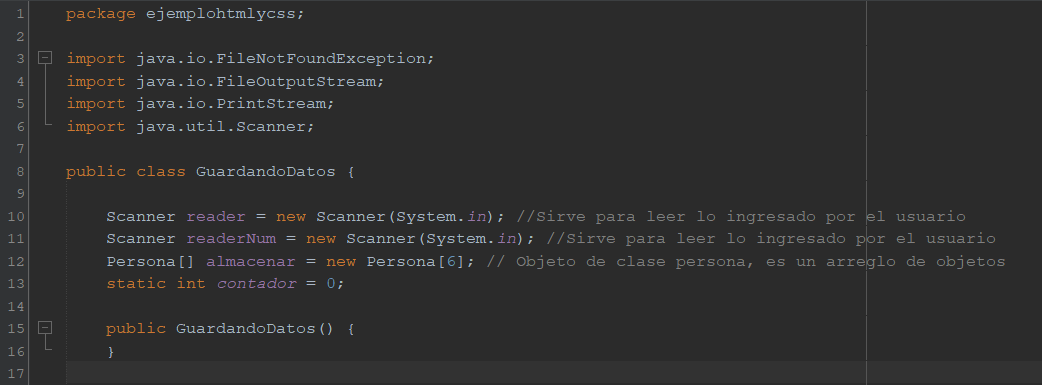 1 package ejemplohtmlycss;
2
3 import java.io.FileNotFoundException;
4 import java.io.FileOutputStream;
5 import java.io.PrintStream;
6 import java.util.Scanner;
7
8 public class GuardandoDatos {
9
10 Scanner reader = new Scanner(System.in); //Sirve para leer lo ingresado por el usuario
11 Scanner readerNum = new Scanner(System.in); //Sirve para leer lo ingresado por el usuario
12 Persona[] almacenar = new Persona[6]; // Objeto de clase persona, es un arreglo de objetos
13 static int contador = 0;
14
15 public GuardandoDatos() {
16 }
17